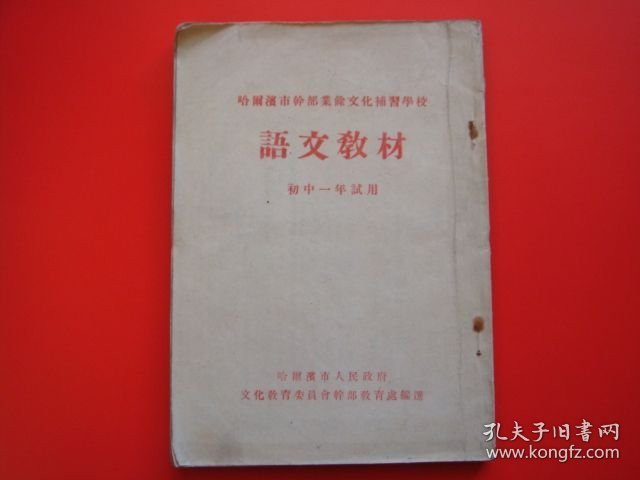 哈爾濱市幹部業餘文化補習學校
語文教材
初中一年試用
哈爾濱市人民政府
文化教育委員會幹部教育處編選
孔夫子旧书网
www.kongfz.com